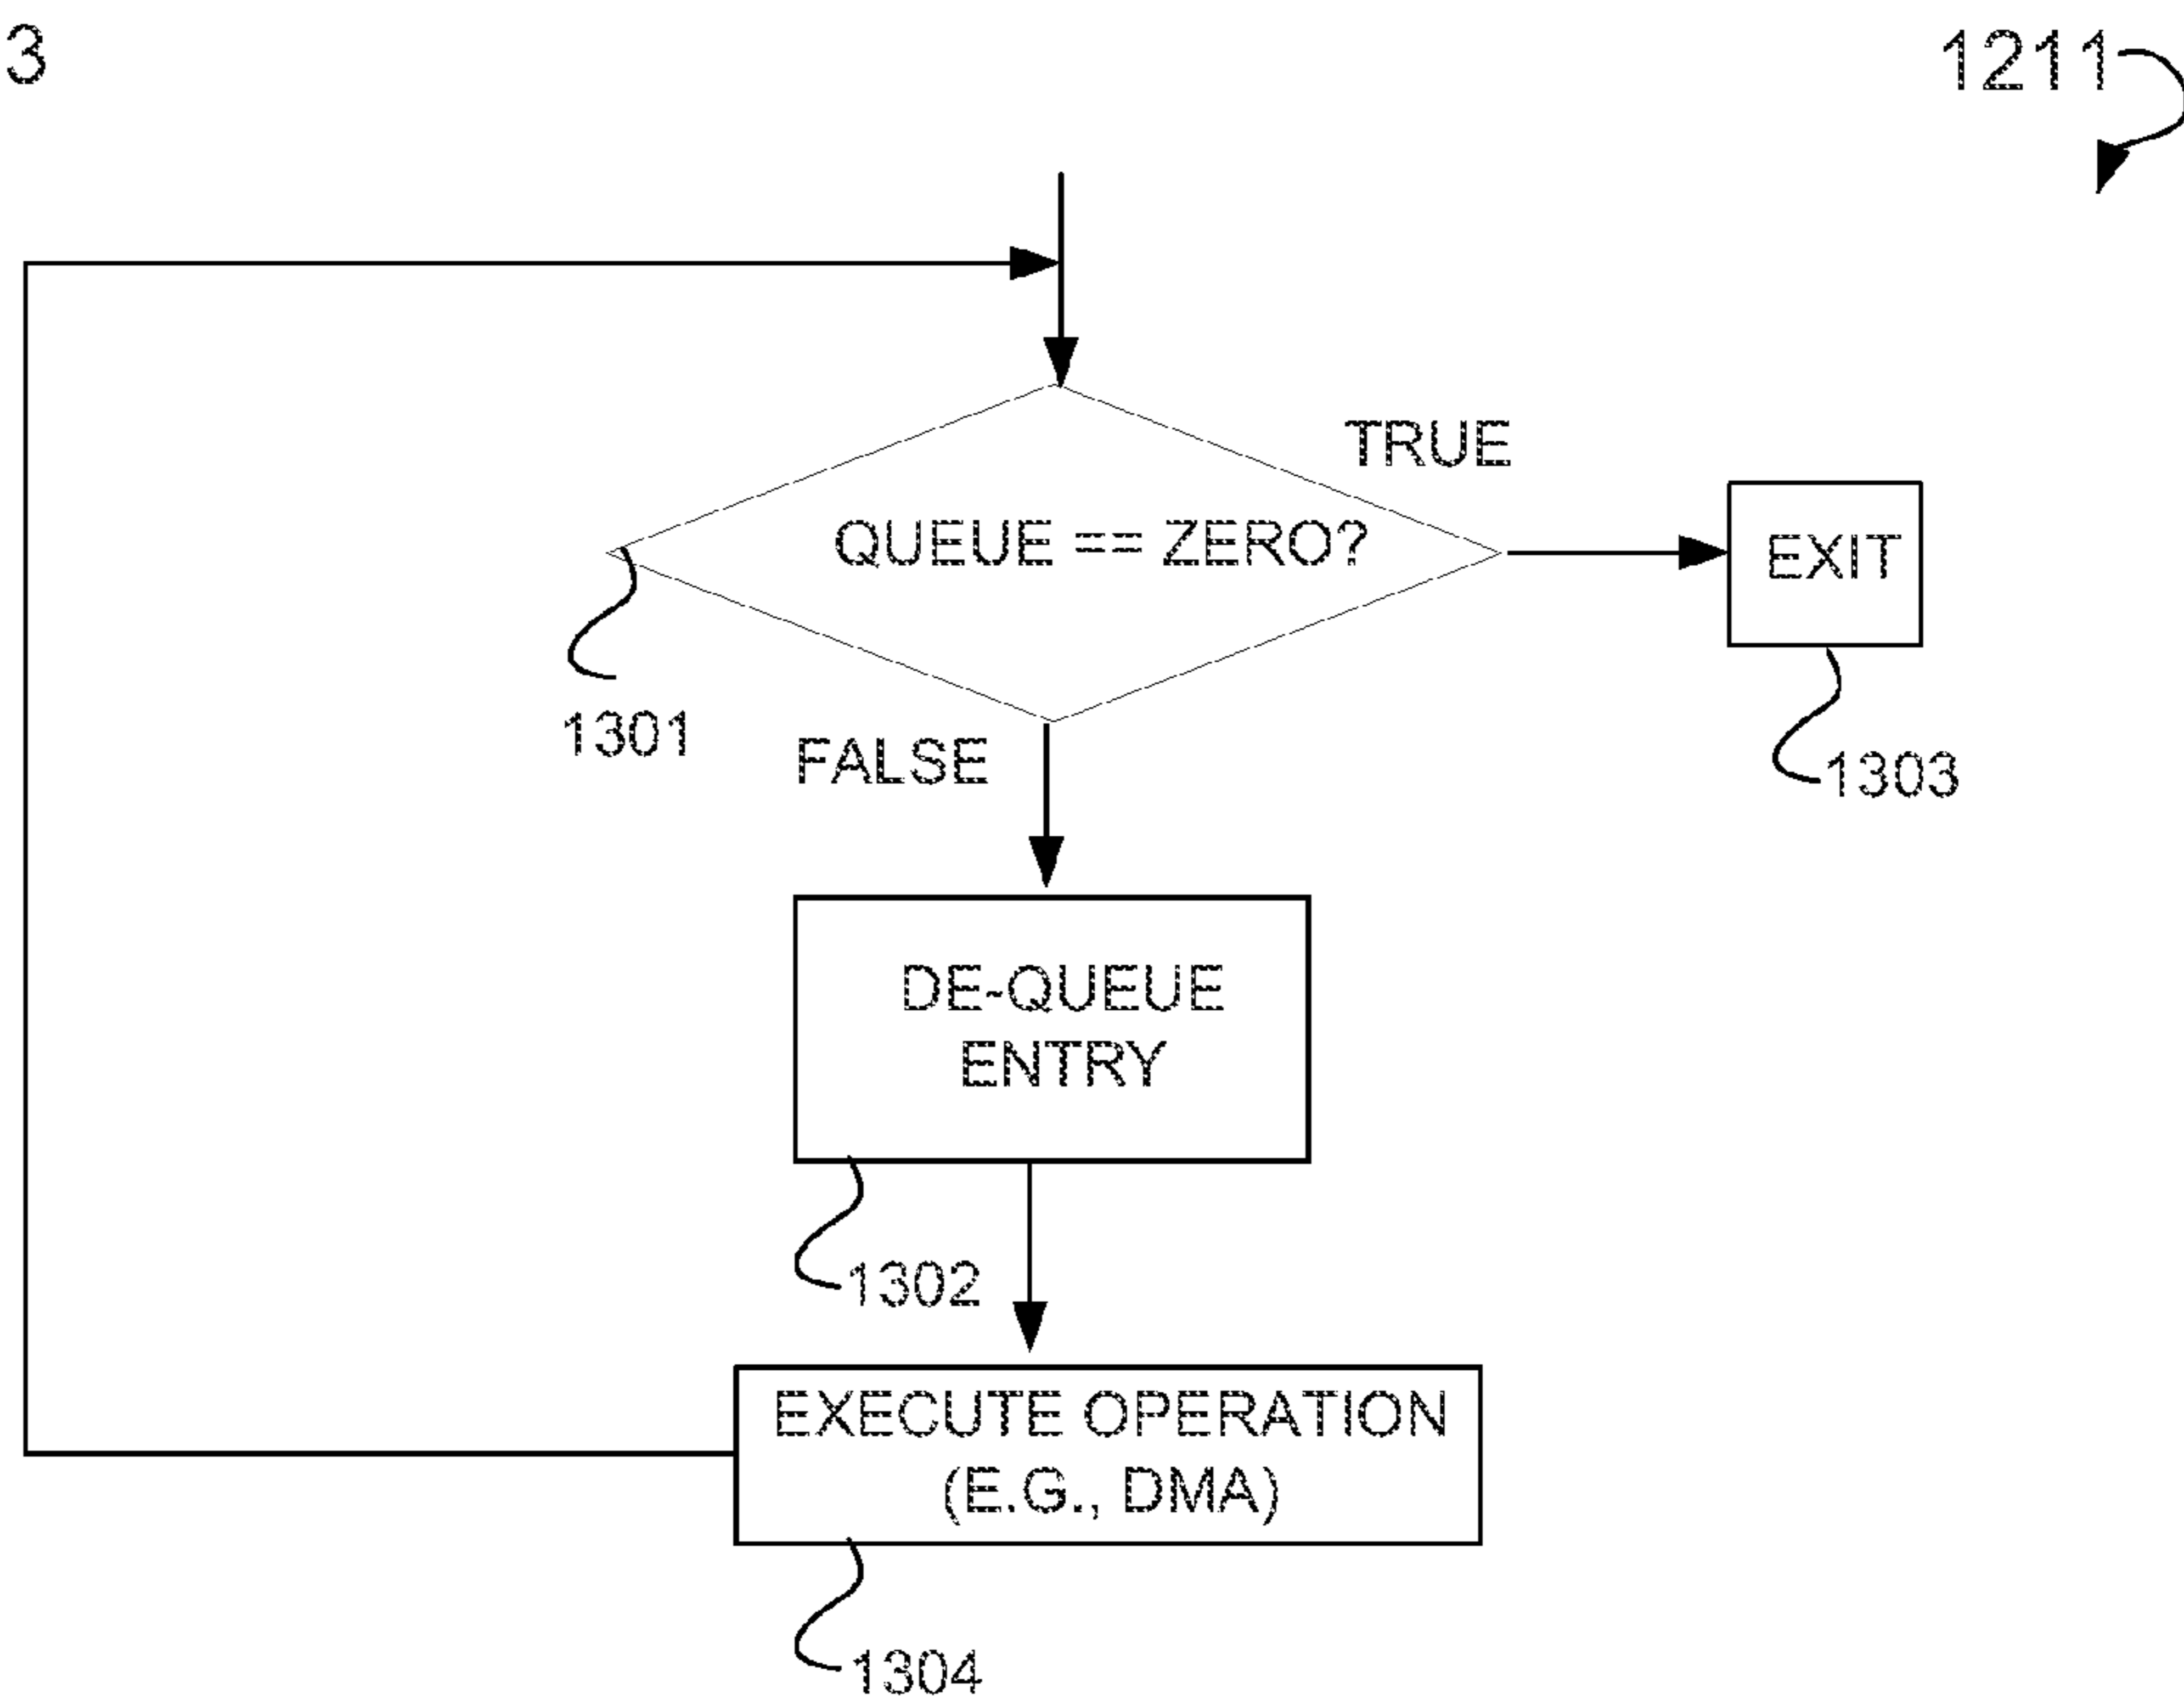 3
1211
TRUE
QUEUE == ZERO?
EXIT
1301
FALSE
1303
DE-QUEUE
ENTRY
1302
EXECUTE OPERATION
(E.G., DMA)
1304